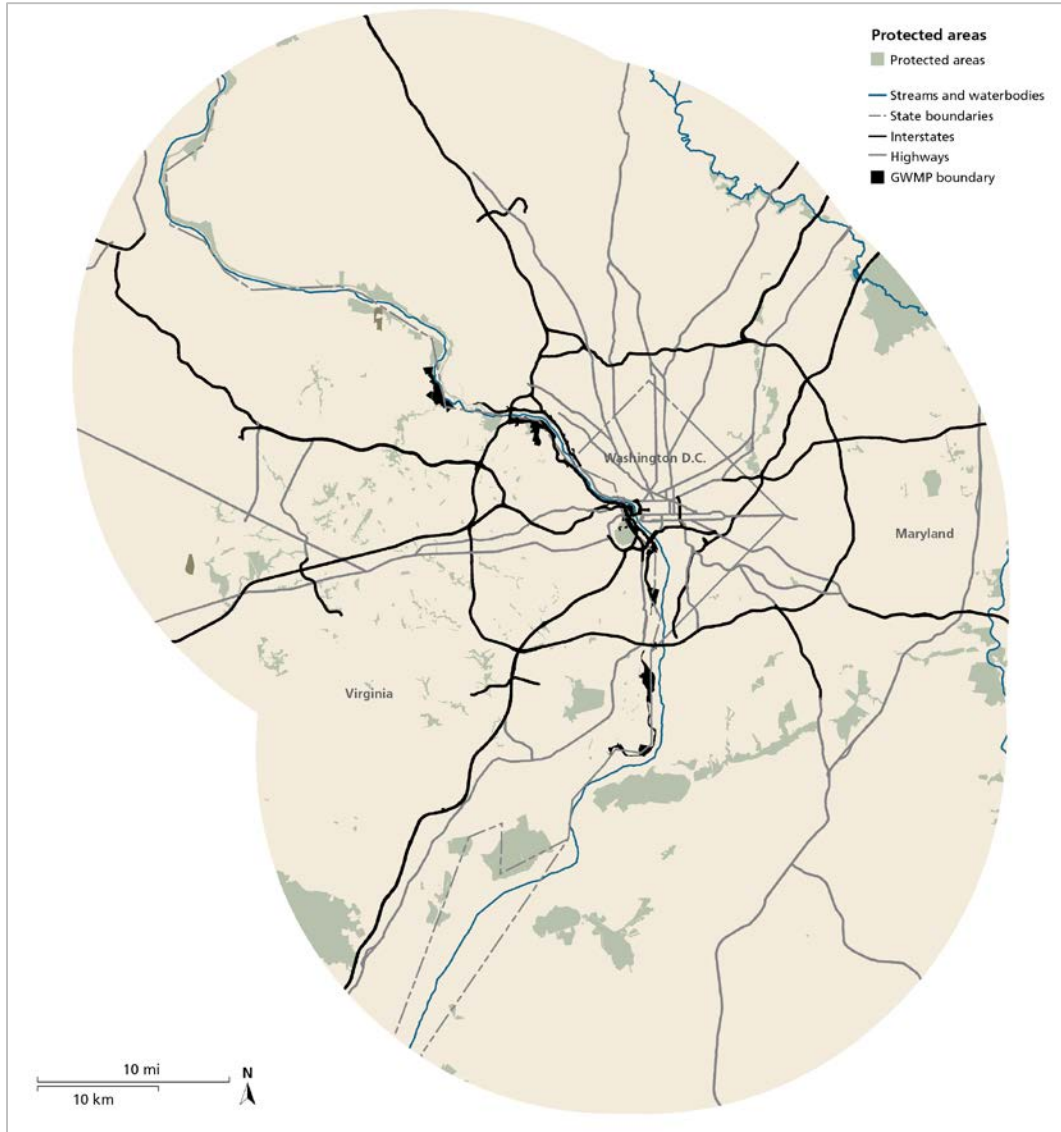 Protected areas
Protected areas
Streams and waterbodies
State boundaries
Interstates
Highways
GWMP boundary
Washington D.C.
Maryland
Virginia
10 mi
N
10 km